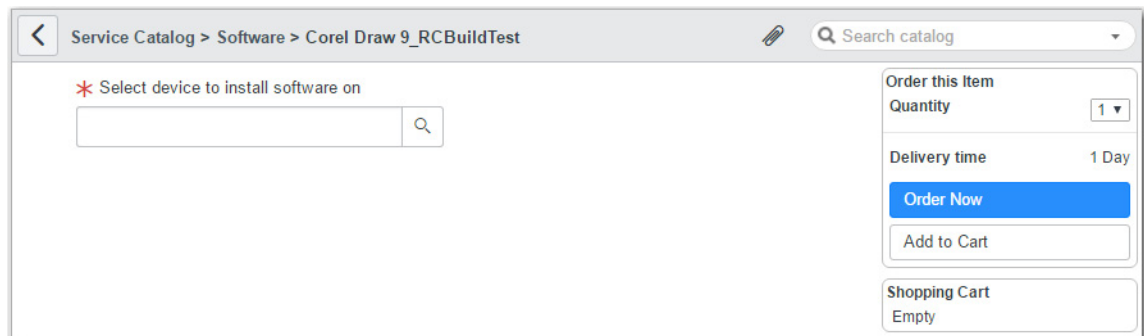 Service Catalog > Software > Corel Draw 9_RCBuildTest
Search catalog
* Select device to install software on
Order this Item
Quantity 1
Delivery time 1 Day
Order Now
Add to Cart
Shopping Cart
Empty